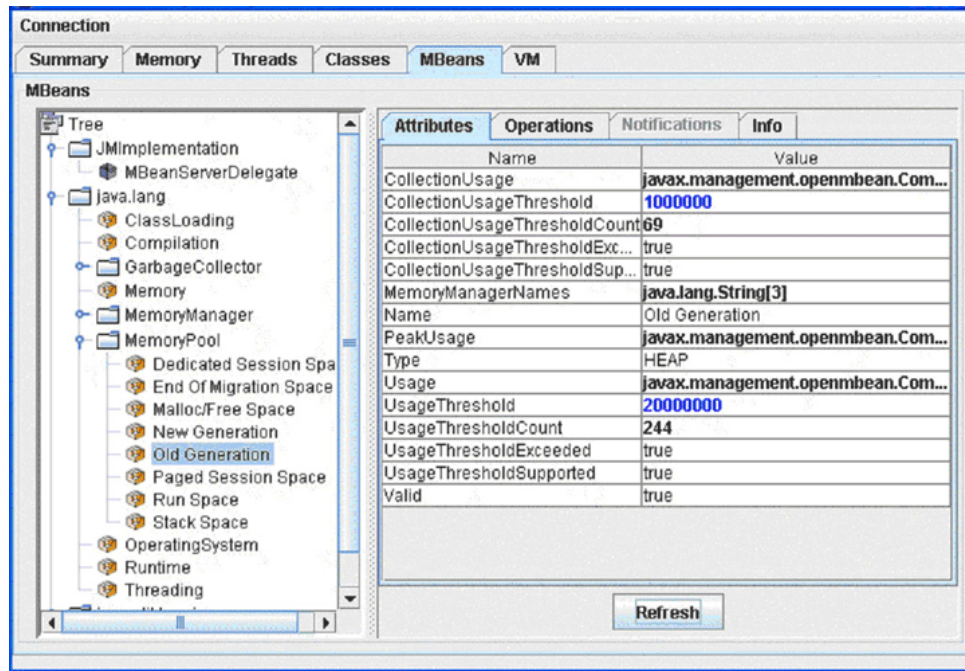 Connection
Summary Memory Threads Classes MBeans VM
MBeans
Tree
JMImplementation
MBeanServerDelegate
java.lang
ClassLoading
Compilation
GarbageCollector
Memory
MemoryManager
MemoryPool
Dedicated Session Spa
End Of Migration Space
Malloc/Free Space
New Generation
Old Generation
Paged Session Space
Run Space
Stack Space
OperatingSystem
Runtime
Threading
Attributes Operations Notifications Info
Name Value
CollectionUsage javax.management.openmbean.Com...
CollectionUsageThreshold 1000000
CollectionUsageThresholdCount 69
CollectionUsageThresholdExc... true
CollectionUsageThresholdSup... true
MemoryManagerNames java.lang.String[3]
Name Old Generation
PeakUsage javax.management.openmbean.Com...
Type HEAP
Usage javax.management.openmbean.Com...
UsageThreshold 20000000
UsageThresholdCount 244
UsageThresholdExceeded true
UsageThresholdSupported true
Valid true
Refresh